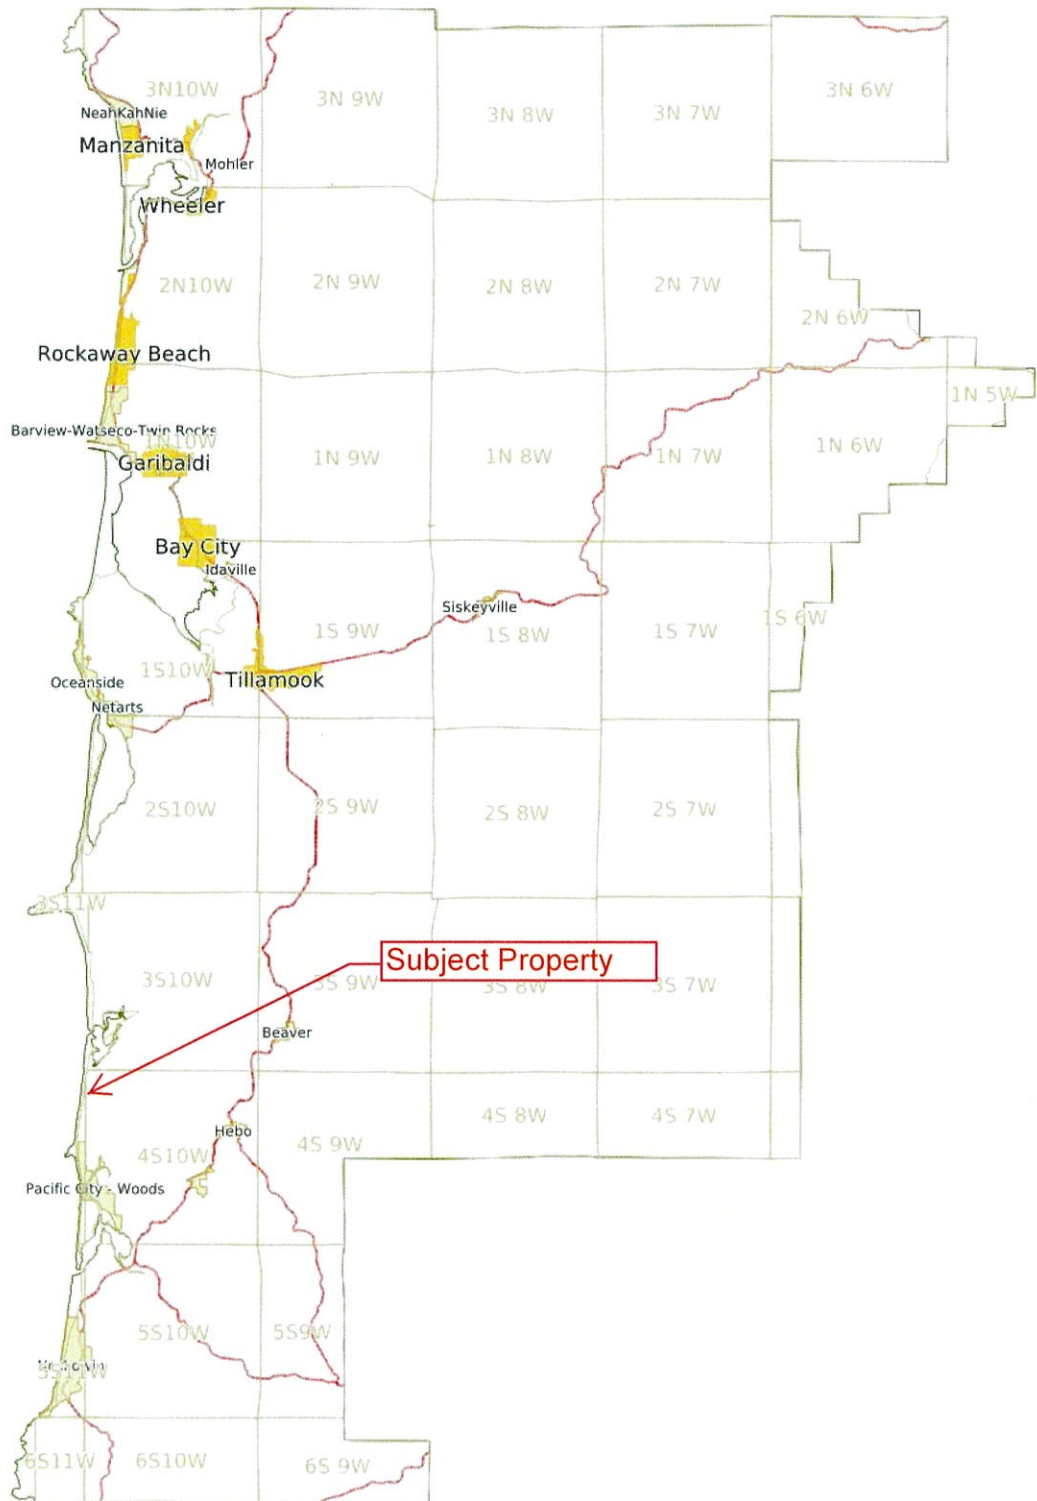 3N10W
3N 9W
3N 8W
3N 7W
3N 6W
NeahKahNie
Manzanita
Mohler
Wheeler
2N10W
2N 9W
2N 8W
2N 7W
2N 6W
Rockaway Beach
1N 5W
Barview-Watseco-Twin Rocks
1N10W
1N 9W
1N 8W
1N 7W
1N 6W
Garibaldi
Bay City
Idaville
Siskeyville
1S 9W
1S 8W
1S 7W
1S 6W
1S10W
Oceanside
Tillamook
Netarts
2S10W
2S 9W
2S 8W
2S 7W
3S11W
Subject Property
3S10W
3S 9W
3S 8W
3S 7W
Beaver
4S 8W
4S 7W
Hebo
4S10W
4S 9W
Pacific City - Woods
5S10W
5S9W
5S11W
6S11W
6S10W
6S 9W